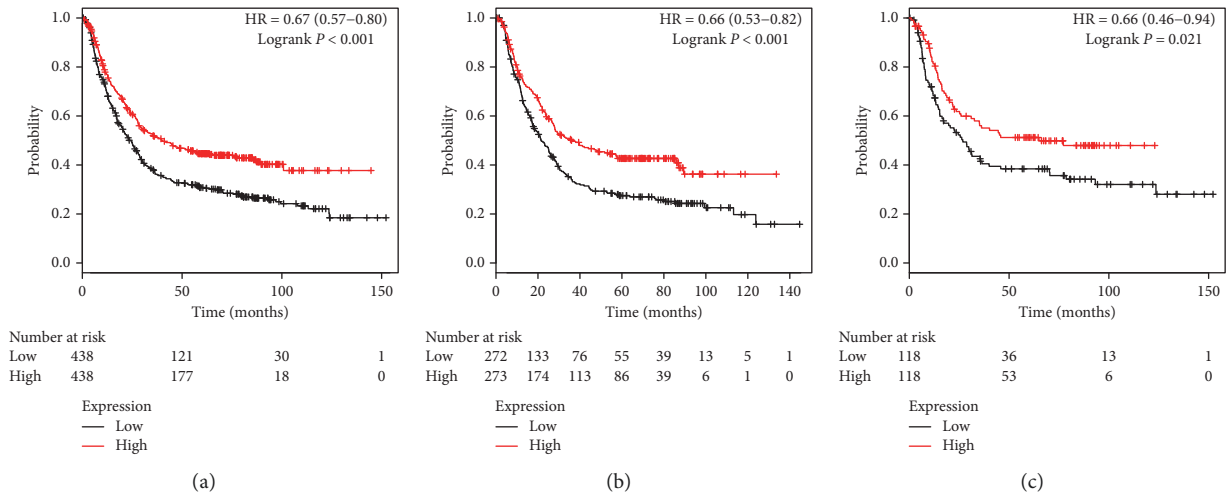 HR = 0.67 (0.57–0.80)
Logrank P < 0.001
Probability
1.0
0.8
0.6
0.4
0.2
0.0
0 50 100 150
Time (months)
Number at risk
Low 438 121 30 1
High 438 177 18 0
Expression
Low
High
(a)
HR = 0.66 (0.53–0.82)
Logrank P < 0.001
Probability
1.0
0.8
0.6
0.4
0.2
0.0
0 20 40 60 80 100 120 140
Time (months)
Number at risk
Low 272 133 76 55 39 13 5 1
High 273 174 113 86 39 6 1 0
Expression
Low
High
(b)
HR = 0.66 (0.46–0.94)
Logrank P = 0.021
Probability
1.0
0.8
0.6
0.4
0.2
0.0
0 50 100 150
Time (months)
Number at risk
Low 118 36 13 1
High 118 53 6 0
Expression
Low
High
(c)